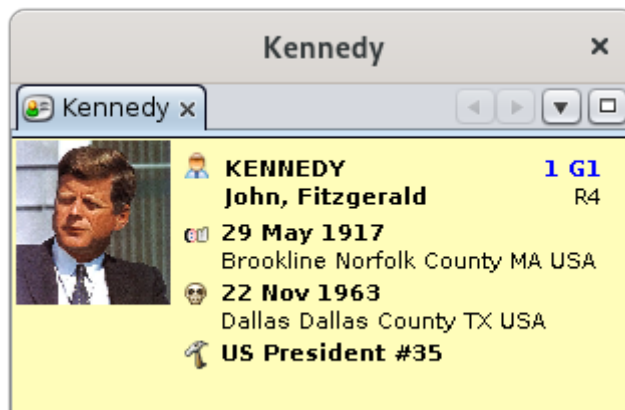 Kennedy
Kennedy
KENNEDY 1 G1
John, Fitzgerald R4
29 May 1917
Brookline Norfolk County MA USA
22 Nov 1963
Dallas Dallas County TX USA
US President #35